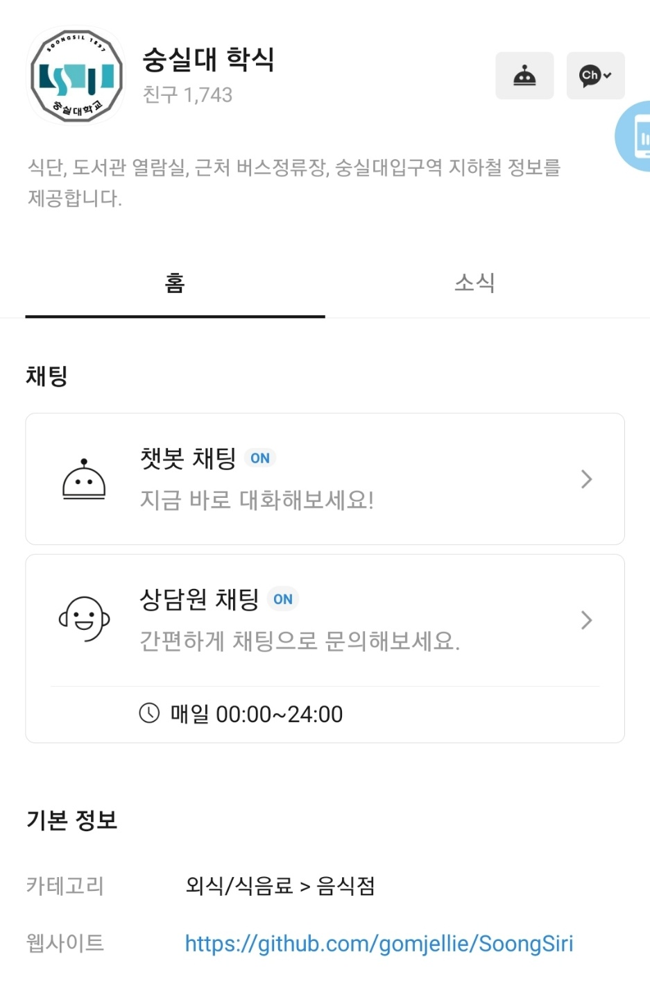 SOONGSIL 1897
숭실대학교
숭실대 학식
친구 1,743
Ch
식단, 도서관 열람실, 근처 버스정류장, 숭실대입구역 지하철 정보를
제공합니다.
홈
소식
채팅
챗봇 채팅 ON
지금 바로 대화해보세요!
상담원 채팅 ON
간편하게 채팅으로 문의해보세요.
매일 00:00~24:00
기본 정보
카테고리 외식/식음료 > 음식점
웹사이트 https://github.com/gomjellie/SoongSiri